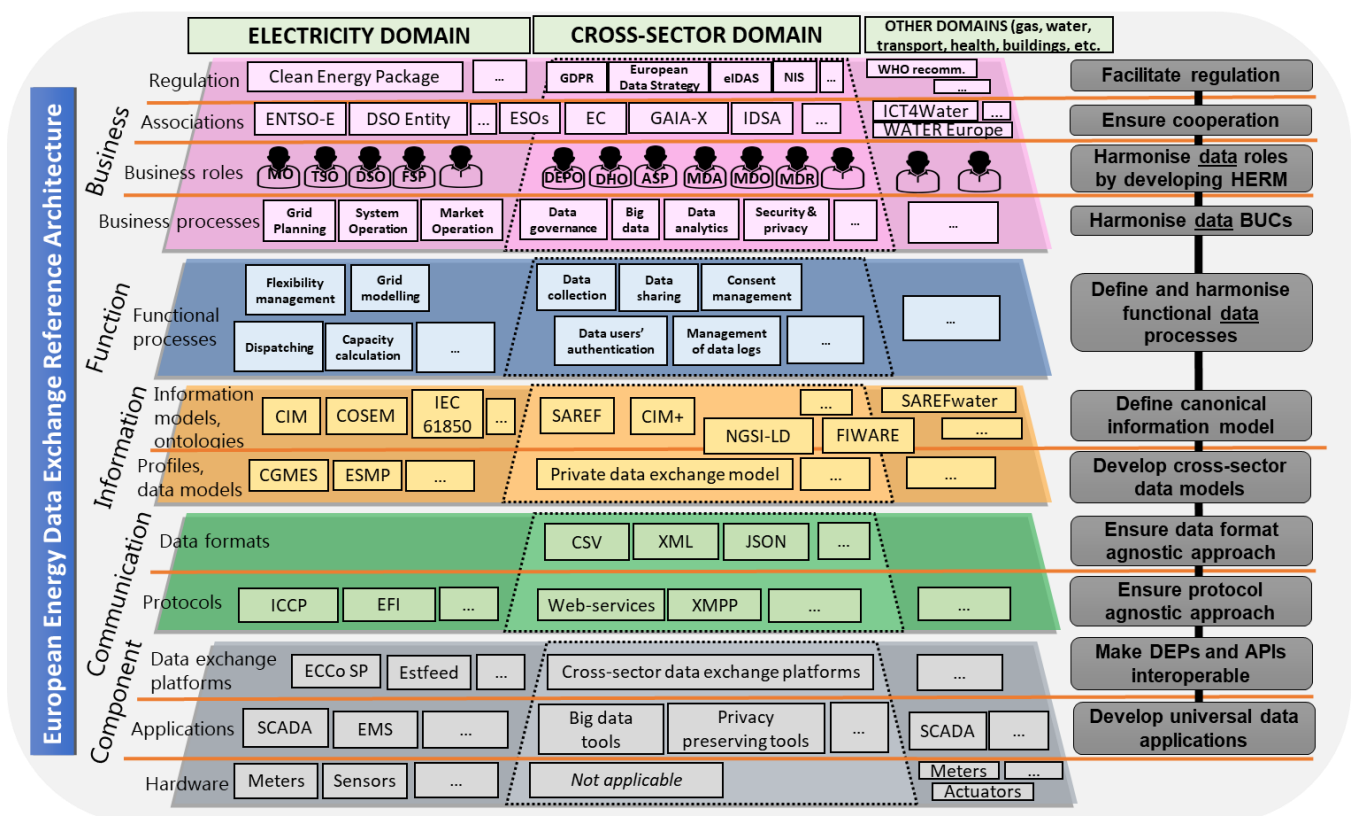 ELECTRICITY DOMAIN
CROSS-SECTOR DOMAIN
OTHER DOMAINS (gas, water,
transport, health, buildings, etc.
European Energy Data Exchange Reference Architecture
Business
Regulation
Clean Energy Package
...
GDPR
European
Data Strategy
eIDAS
NIS
...
WHO recomm.
...
Facilitate regulation
Associations
ENTSO-E
DSO Entity
...
ESOs
EC
GAIA-X
IDSA
...
ICT4Water
...
WATER Europe
Ensure cooperation
Business roles
MO
TSO
DSO
FSP
DEPO
DHO
ASP
MDA
MDO
MDR
Harmonise data roles
by developing HERM
Business processes
Grid
Planning
System
Operation
Market
Operation
Data
governance
Big
data
Data
analytics
Security &
privacy
...
...
Harmonise data BUCs
Function
Functional
processes
Flexibility
management
Grid
modelling
Dispatching
Capacity
calculation
...
Data
collection
Data
sharing
Consent
management
Data users'
authentication
Management
of data logs
...
...
Define and harmonise
functional data
processes
Information
Information
models,
ontologies
CIM
COSEM
IEC
61850
...
SAREF
CIM+
...
NGSI-LD
FIWARE
SAREFwater
...
Define canonical
information model
Profiles,
data models
CGMES
ESMP
...
Private data exchange model
...
...
Develop cross-sector
data models
Communication
Data formats
CSV
XML
JSON
...
Ensure data format
agnostic approach
Protocols
ICCP
EFI
...
Web-services
XMPP
...
...
Ensure protocol
agnostic approach
Component
Data exchange
platforms
ECCo SP
Estfeed
...
Cross-sector data exchange platforms
...
Make DEPs and APIs
interoperable
Applications
SCADA
EMS
...
Big data
tools
Privacy
preserving tools
...
SCADA
...
Develop universal data
applications
Hardware
Meters
Sensors
...
Not applicable
Meters
...
Actuators